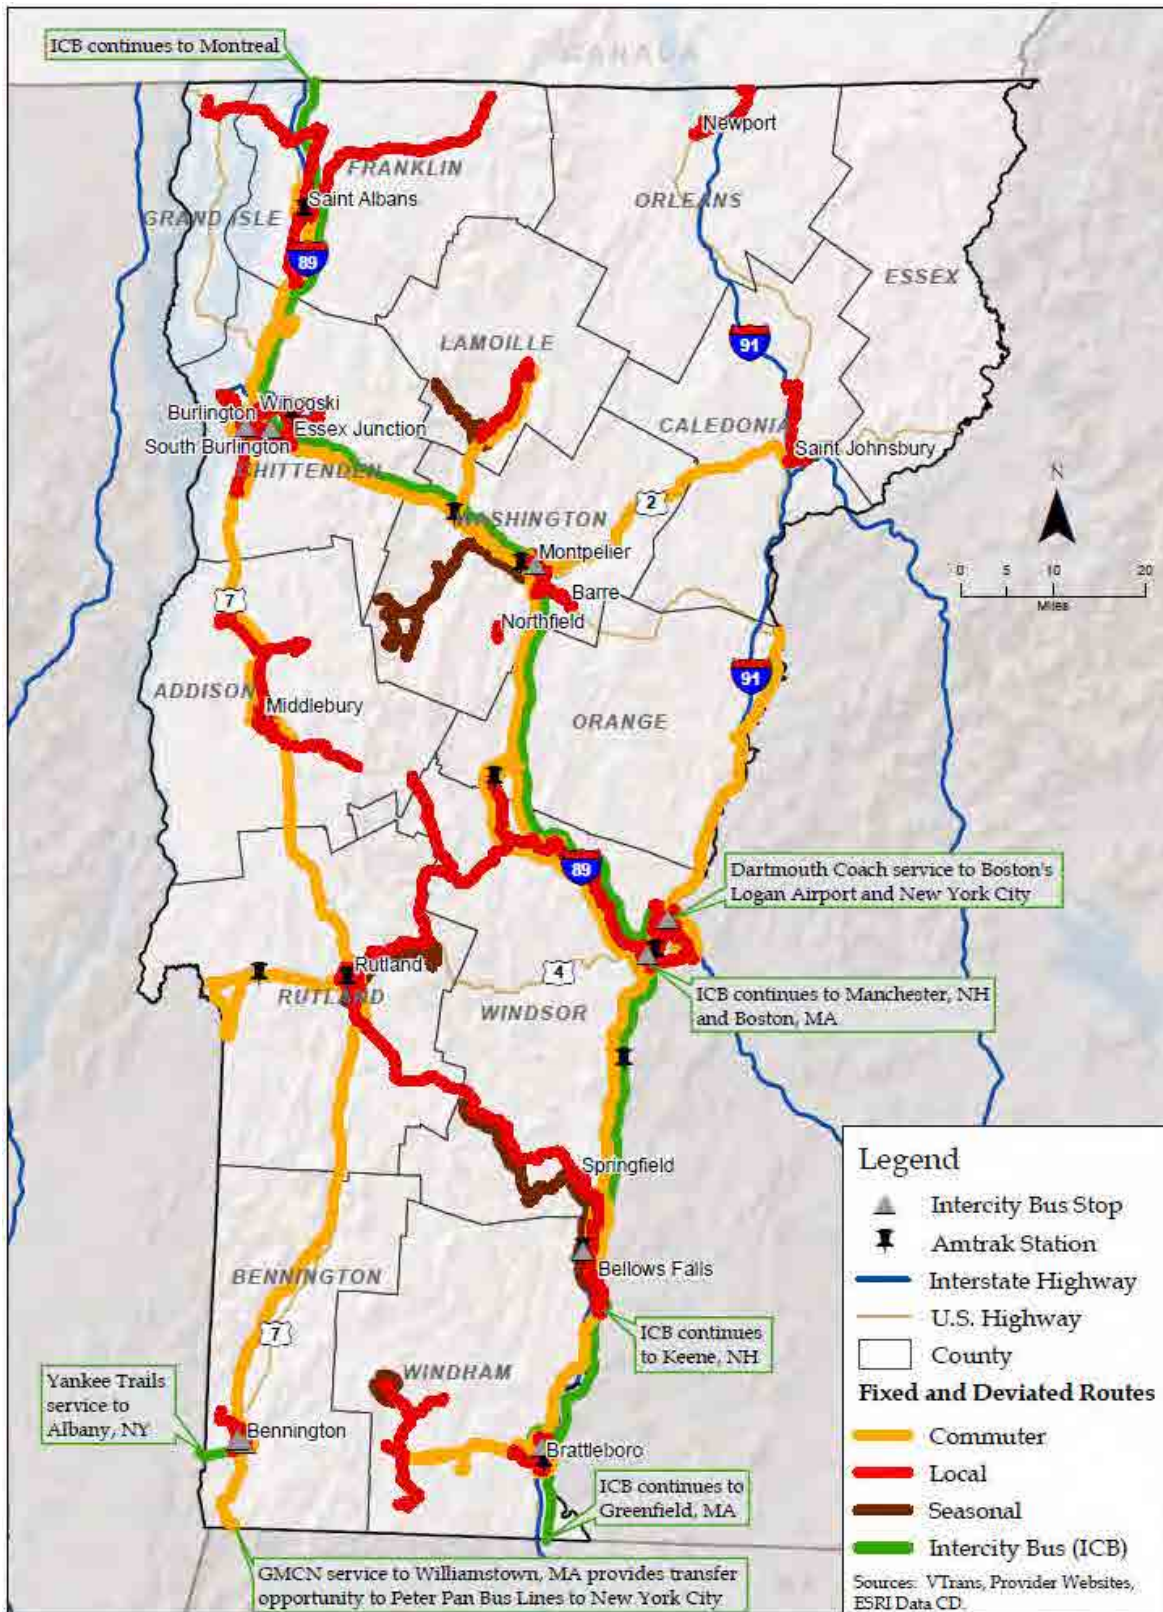 CANADA
ICB continues to Montreal
Newport
FRANKLIN
Saint Albans
ORLEANS
GRAND ISLE
89
ESSEX
91
LAMOILLE
Winooski
Burlington
Essex Junction
CALEDONIA
South Burlington
Saint Johnsbury
CHITTENDEN
N
2
WASHINGTON
Montpelier
0 5 10 20
Miles
7
Barre
Northfield
91
ADDISON
Middlebury
ORANGE
89
Dartmouth Coach service to Boston's
Logan Airport and New York City
Rutland
4
RUTLAND
WINDSOR
ICB continues to Manchester, NH
and Boston, MA
Springfield
Legend
Intercity Bus Stop
Amtrak Station
Interstate Highway
U.S. Highway
County
Fixed and Deviated Routes
Commuter
Local
Seasonal
Intercity Bus (ICB)
Sources: VTrans, Provider Websites,
ESRI Data CD.
Bellows Falls
BENNINGTON
7
ICB continues
to Keene, NH
WINDHAM
Yankee Trails
service to
Albany, NY
Bennington
Brattleboro
ICB continues to
Greenfield, MA
GMCN service to Williamstown, MA provides transfer
opportunity to Peter Pan Bus Lines to New York City